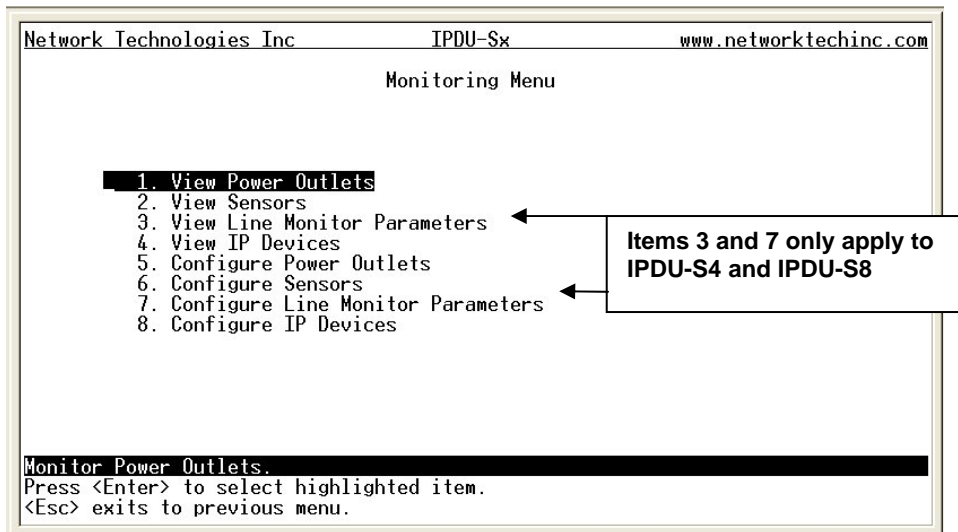 Network Technologies Inc IPDU-Sx www.networktechinc.com
Monitoring Menu
1. View Power Outlets
2. View Sensors
3. View Line Monitor Parameters
4. View IP Devices
5. Configure Power Outlets
6. Configure Sensors
7. Configure Line Monitor Parameters
8. Configure IP Devices
Items 3 and 7 only apply to
IPDU-S4 and IPDU-S8
Monitor Power Outlets.
Press <Enter> to select highlighted item.
<Esc> exits to previous menu.